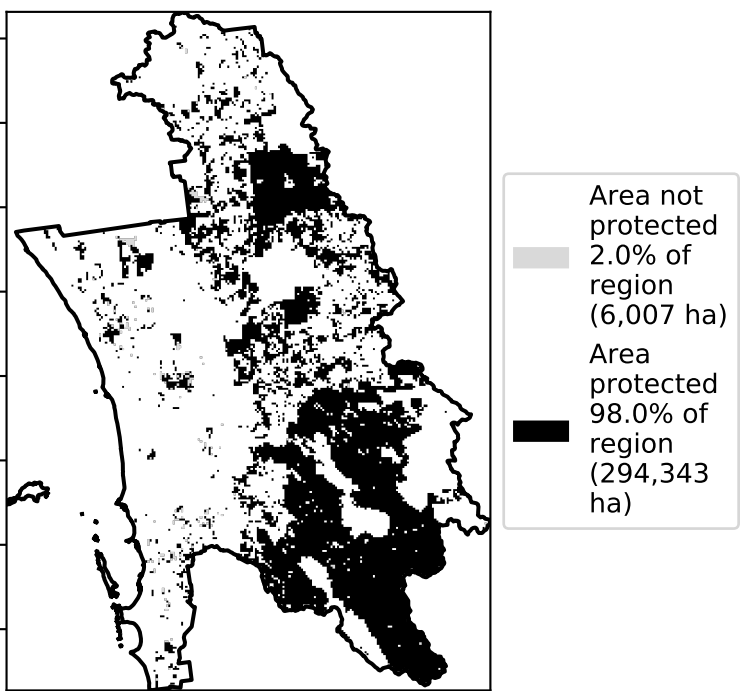 Area not
protected
2.0% of
region
(6,007 ha)
Area
protected
98.0% of
region
(294,343
ha)